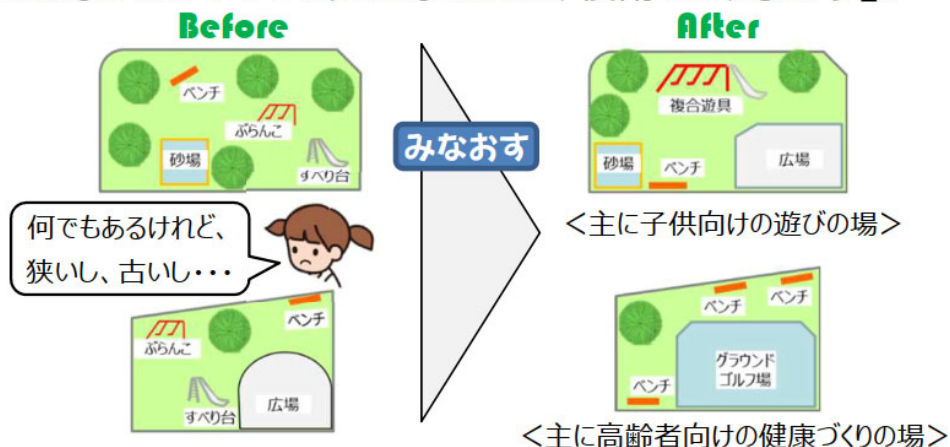 Before
After
ベンチ
ぶらんこ
砂場
すべり台
みなおす
複合遊具
砂場
ベンチ
広場
<主に子供向けの遊びの場>
何でもあるけれど、
狭いし、古いし・・・
ベンチ
ぶらんこ
すべり台
広場
ベンチ
ベンチ
ベンチ
グラウンド
ゴルフ場
<主に高齢者向けの健康づくりの場>